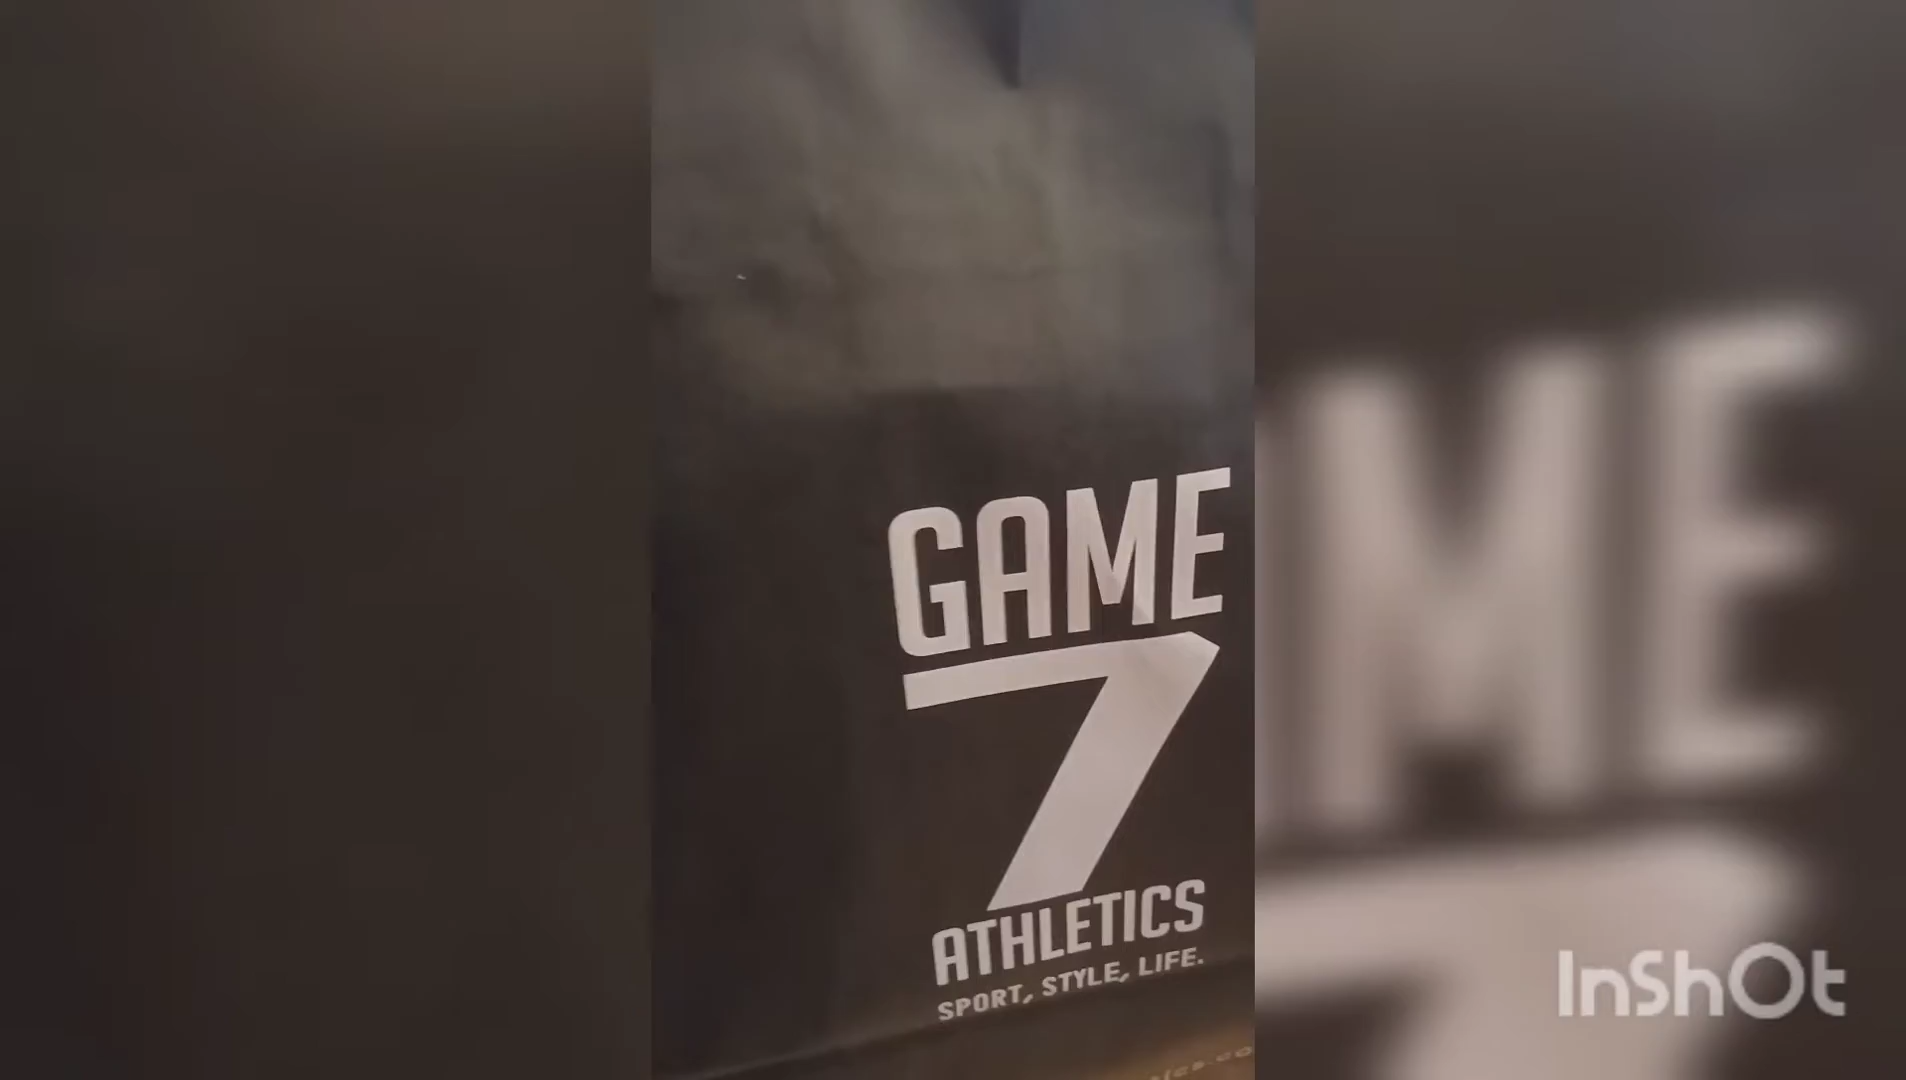 GAME
7
ATHLETICS
SPORT, STYLE, LIFE.
InShOt